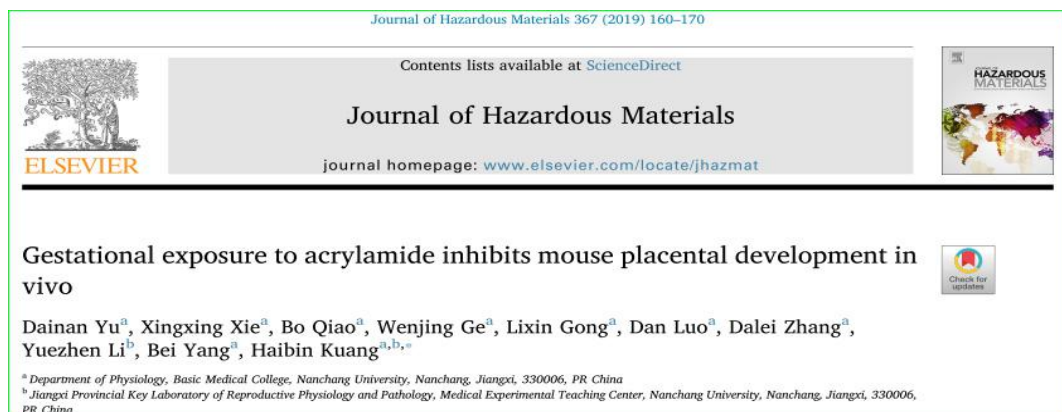 Journal of Hazardous Materials 367 (2019) 160–170
Contents lists available at ScienceDirect
Journal of Hazardous Materials
journal homepage: www.elsevier.com/locate/jhazmat
ELSEVIER
HAZARDOUS
MATERIALS
Gestational exposure to acrylamide inhibits mouse placental development in
vivo
Check for
updates
Dainan Yuᵃ, Xingxing Xieᵃ, Bo Qiaoᵃ, Wenjing Geᵃ, Lixin Gongᵃ, Dan Luoᵃ, Dalei Zhangᵃ,
Yuezhen Liᵇ, Bei Yangᵃ, Haibin Kuangᵃ,ᵇ,*
ᵃ Department of Physiology, Basic Medical College, Nanchang University, Nanchang, Jiangxi, 330006, PR China
ᵇ Jiangxi Provincial Key Laboratory of Reproductive Physiology and Pathology, Medical Experimental Teaching Center, Nanchang University, Nanchang, Jiangxi, 330006,
PR China